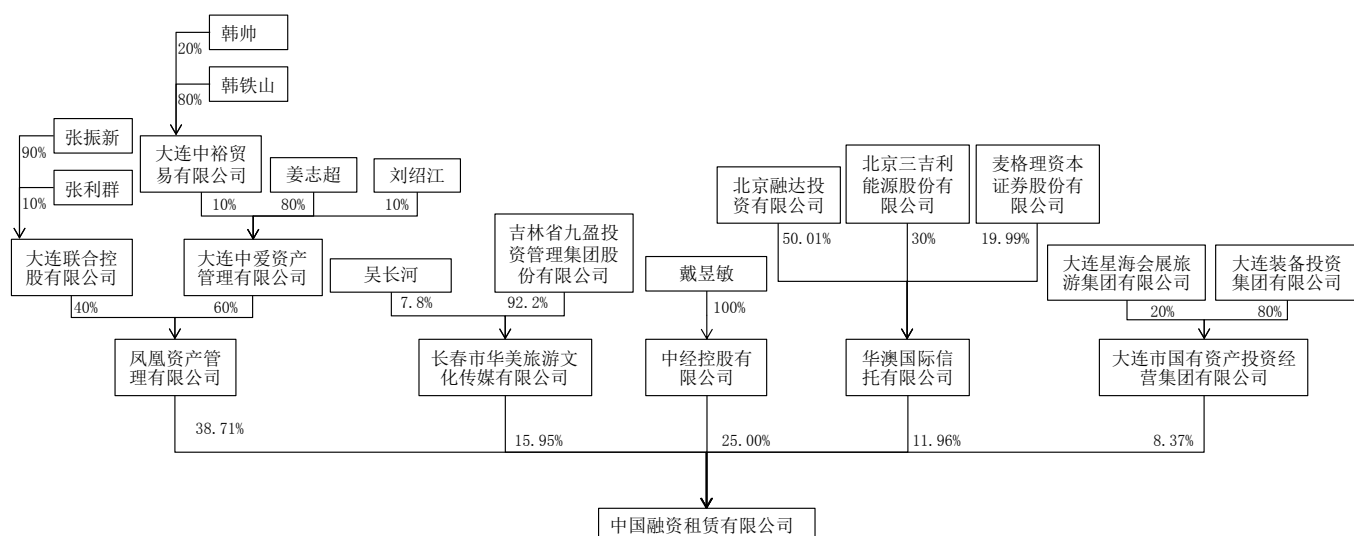 韩帅
20%
韩铁山
80%
张振新
90%
张利群
10%
大连中裕贸
易有限公司
姜志超
刘绍江
10%
80%
10%
北京融达投
资有限公司
北京三吉利
能源股份有
限公司
麦格理资本
证券股份有
限公司
50.01%
30%
19.99%
大连联合控
股有限公司
大连中爱资产
管理有限公司
吴长河
吉林省九盈投
资管理集团股
份有限公司
戴昱敏
大连星海会展旅
游集团有限公司
大连装备投资
集团有限公司
40%
60%
7.8%
92.2%
100%
20%
80%
凤凰资产管
理有限公司
长春市华美旅游文
化传媒有限公司
中经控股有
限公司
华澳国际信
托有限公司
大连市国有资产投资经
营集团有限公司
38.71%
15.95%
25.00%
11.96%
8.37%
中国融资租赁有限公司